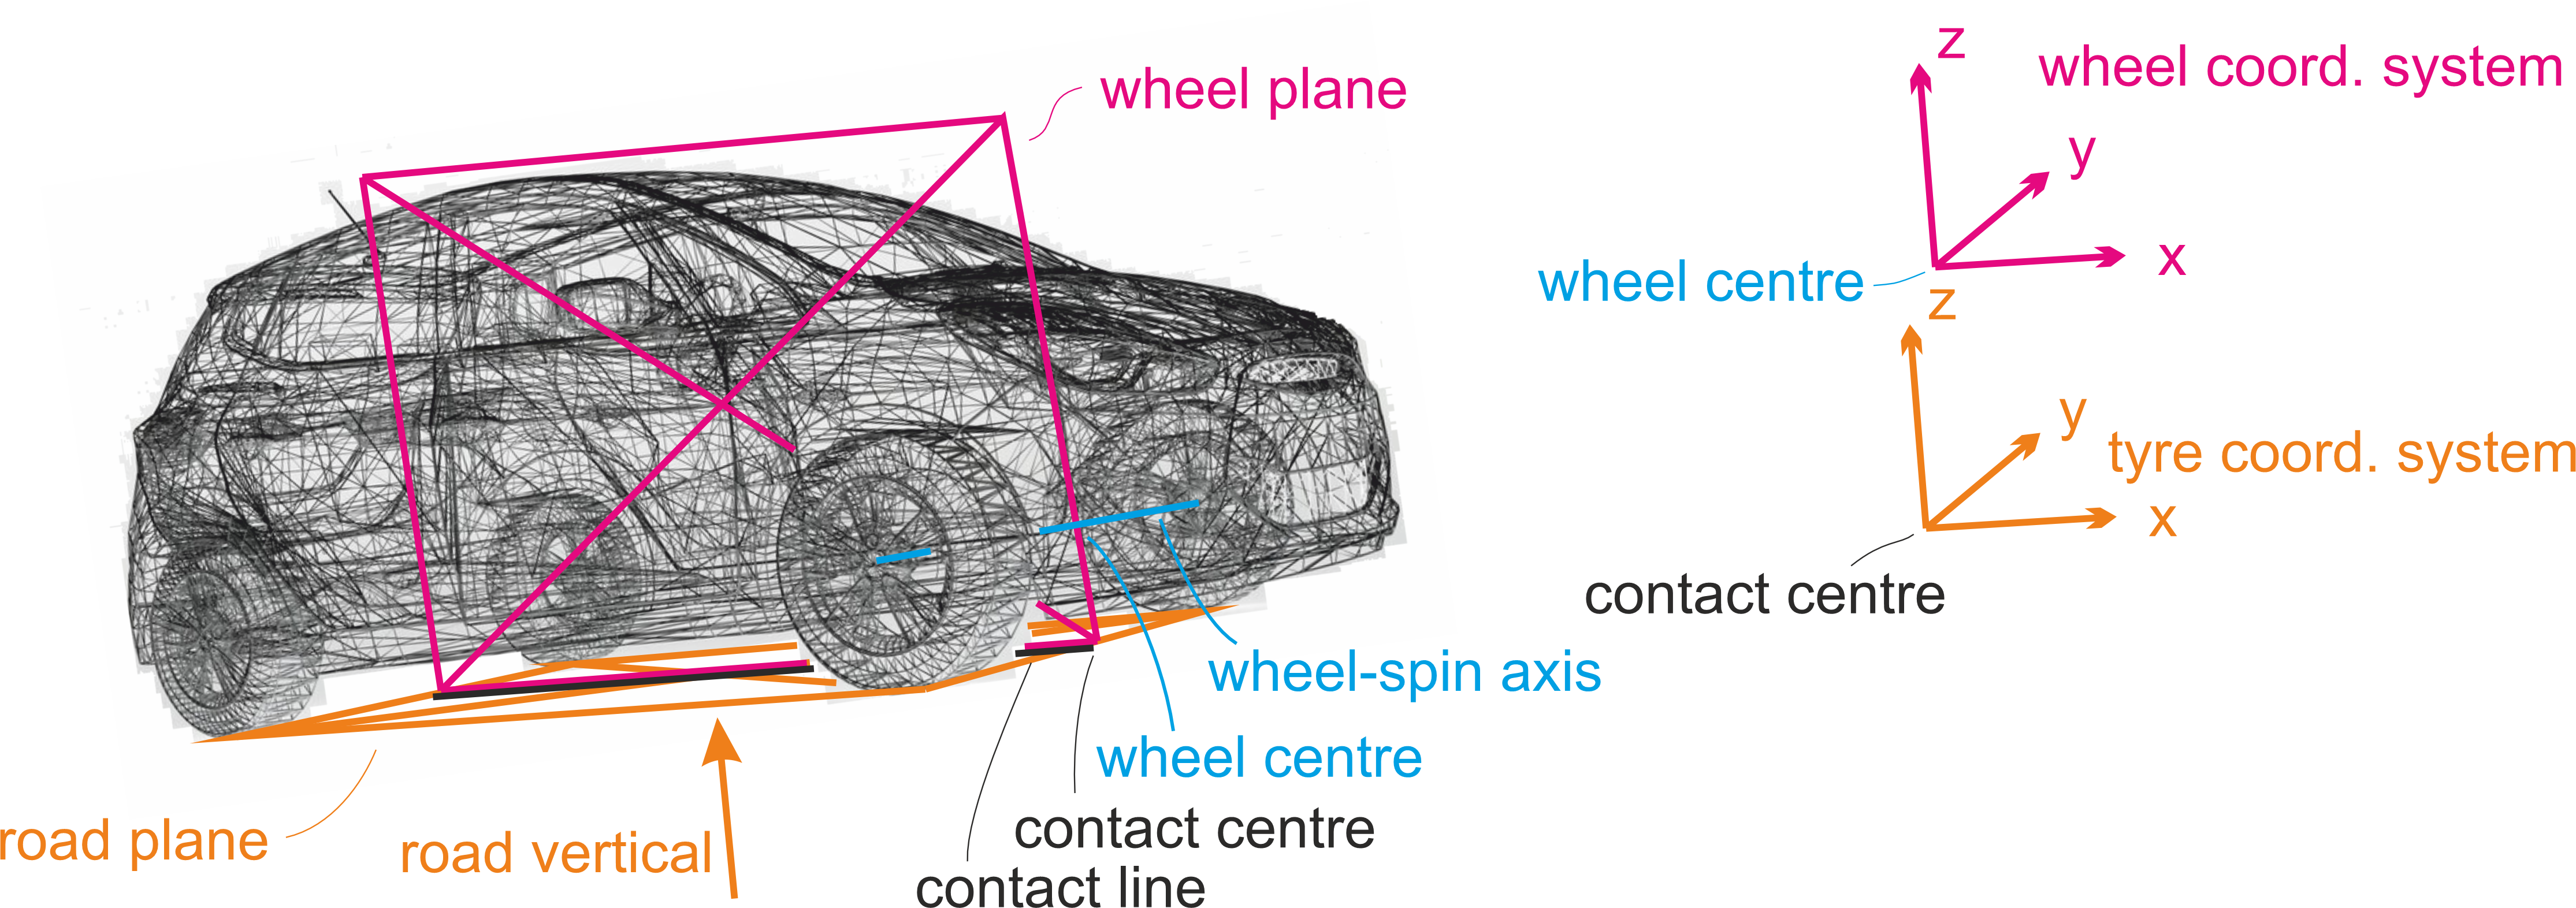 wheel plane
z
wheel coord. system
y
x
wheel centre
z
y
tyre coord. system
x
contact centre
wheel-spin axis
wheel centre
contact centre
contact line
road plane
road vertical